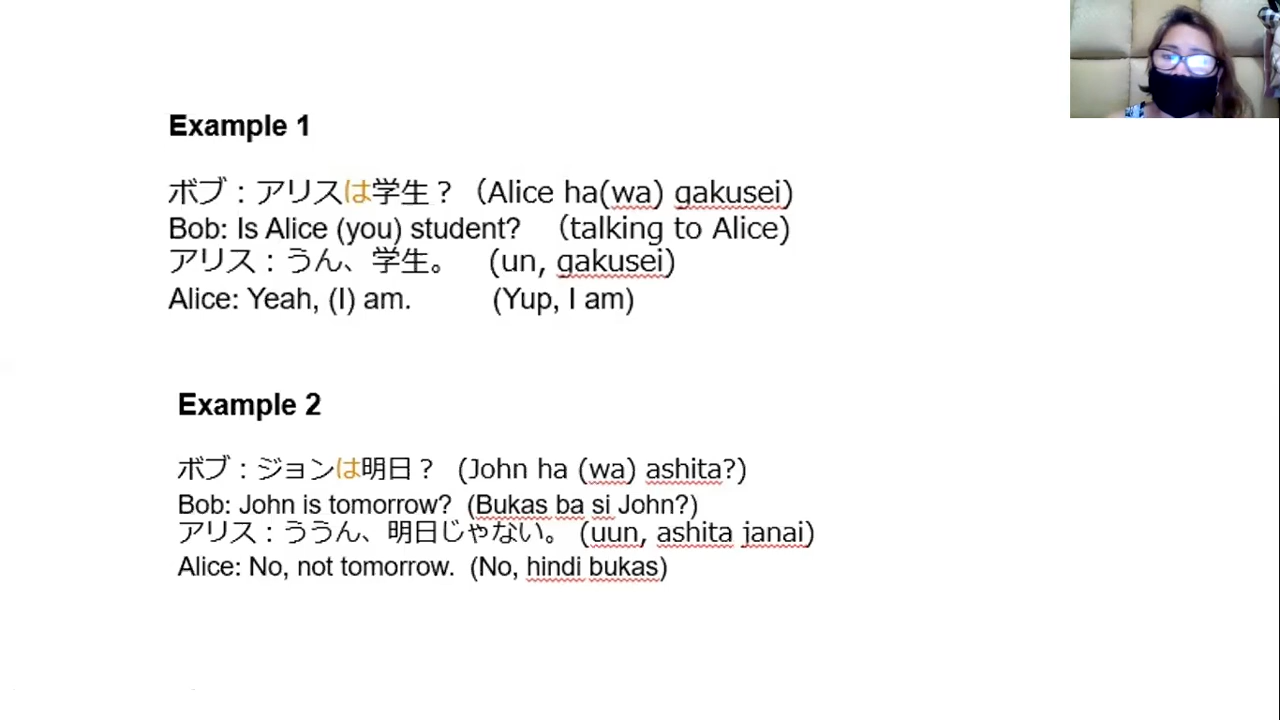 Example 1
ボブ：アリスは学生？（Alice ha(wa) gakusei)
Bob: Is Alice (you) student? （talking to Alice)
アリス：うん、学生。 (un, gakusei)
Alice: Yeah, (I) am. (Yup, I am)
Example 2
ボブ：ジョンは明日？ (John ha (wa) ashita?)
Bob: John is tomorrow? (Bukas ba si John?)
アリス：ううん、明日じゃない。 (uun, ashita janai)
Alice: No, not tomorrow. (No, hindi bukas)